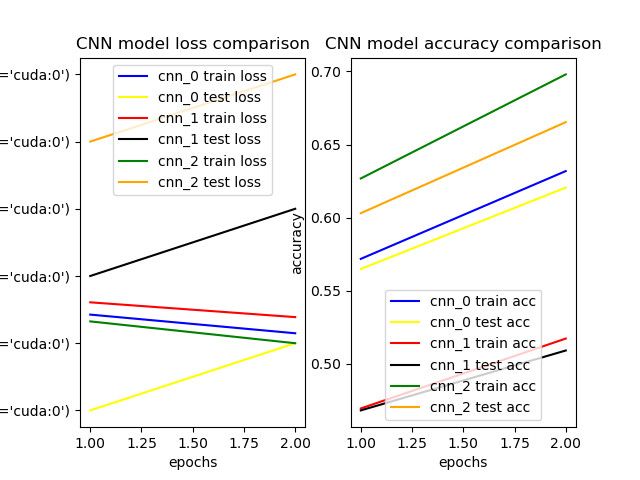 CNN model loss comparison
='cuda:0')
='cuda:0')
='cuda:0')
='cuda:0')
='cuda:0')
='cuda:0')
cnn_0 train loss
cnn_0 test loss
cnn_1 train loss
cnn_1 test loss
cnn_2 train loss
cnn_2 test loss
1.00 1.25 1.50 1.75 2.00
epochs
CNN model accuracy comparison
accuracy
0.70
0.65
0.60
0.55
0.50
cnn_0 train acc
cnn_0 test acc
cnn_1 train acc
cnn_1 test acc
cnn_2 train acc
cnn_2 test acc
1.00 1.25 1.50 1.75 2.00
epochs